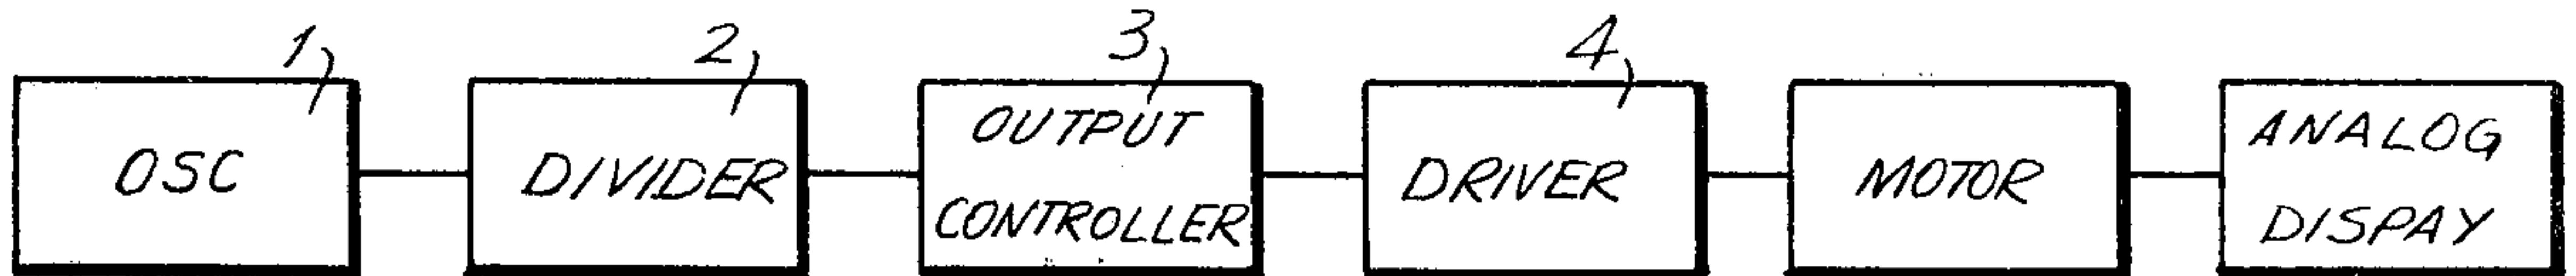 1
2
3
4
OSC
DIVIDER
OUTPUT
CONTROLLER
DRIVER
MOTOR
ANALOG
DISPAY